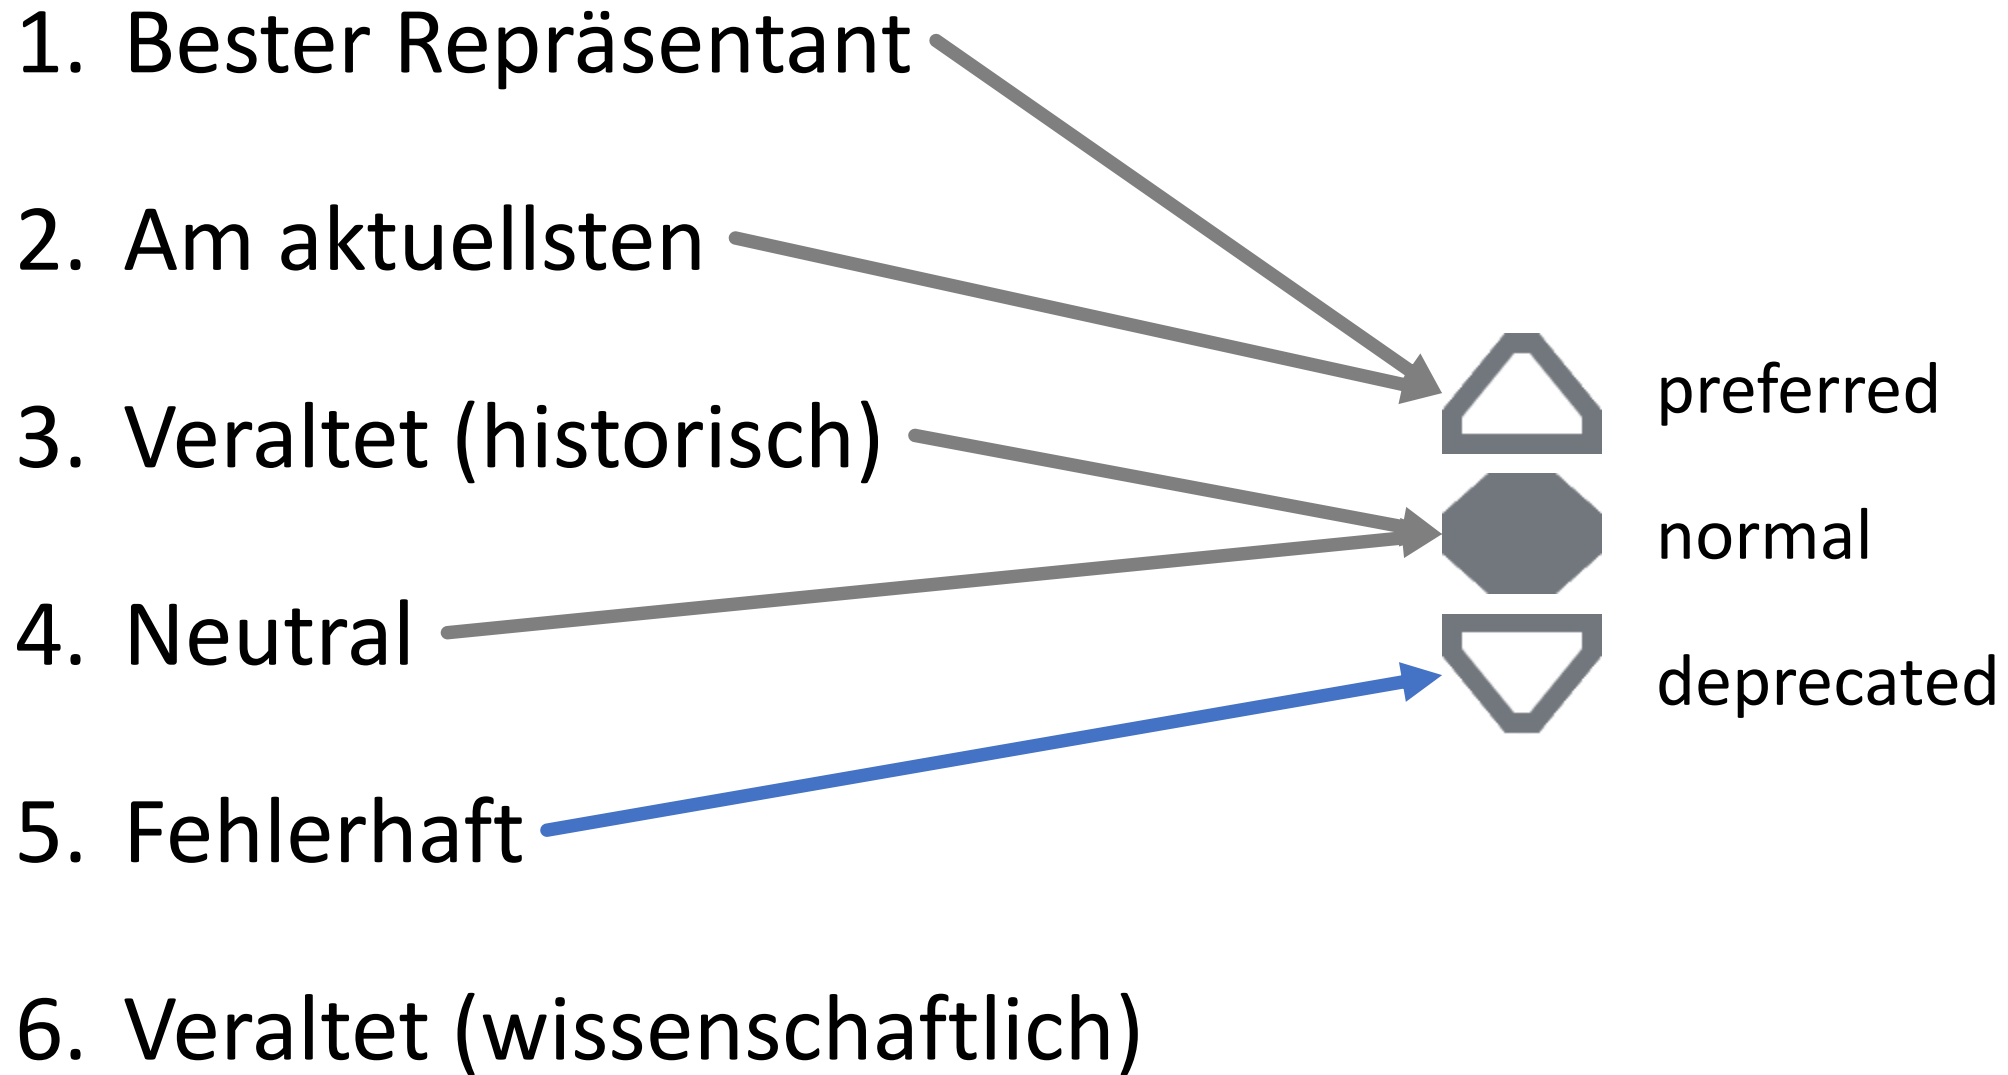 1. Bester Repräsentant
2. Am aktuellsten
3. Veraltet (historisch)
4. Neutral
5. Fehlerhaft
6. Veraltet (wissenschaftlich)
preferred
normal
deprecated